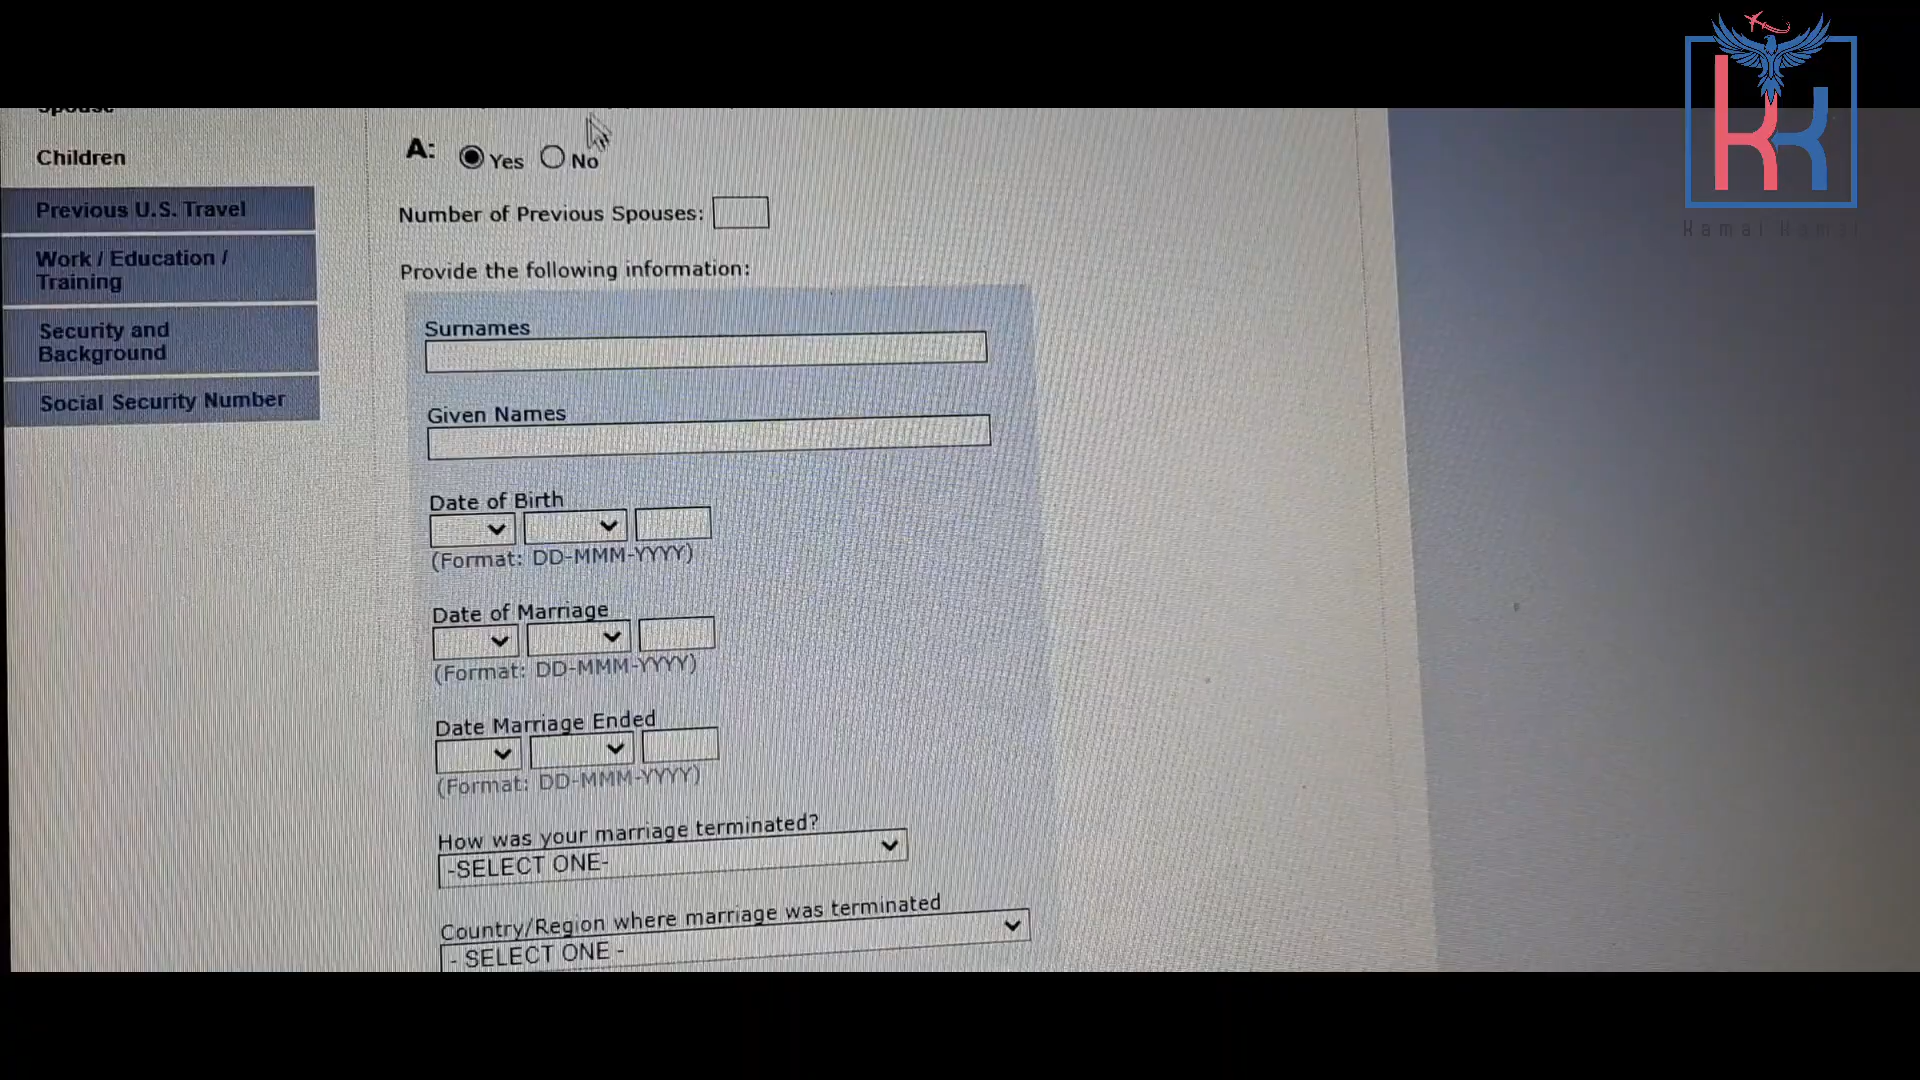 Spouse
Children
Previous U.S. Travel
Work / Education /
Training
Security and
Background
Social Security Number
A: Yes No
Number of Previous Spouses:
Provide the following information:
Surnames
Given Names
Date of Birth
(Format: DD-MMM-YYYY)
Date of Marriage
(Format: DD-MMM-YYYY)
Date Marriage Ended
(Format: DD-MMM-YYYY)
How was your marriage terminated?
-SELECT ONE-
Country/Region where marriage was terminated
- SELECT ONE -
KK